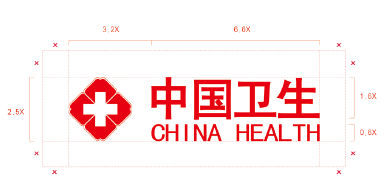 3.2X 6.6X
中国卫生
CHINA HEALTH
2.5X
1.6X
0.6X
x x x x x x x x